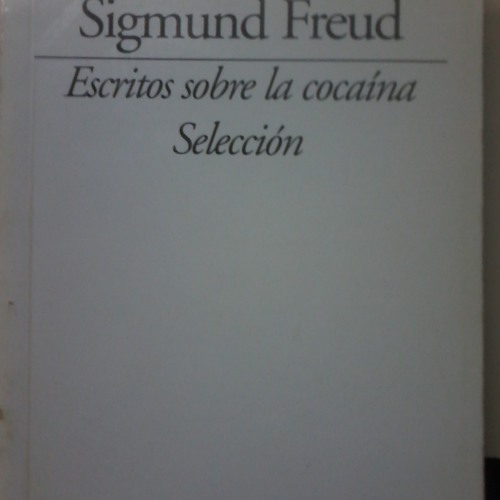 Sigmund Freud
Escritos sobre la cocaína
Selección